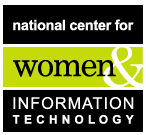 national center for
women &
INFORMATION
TECHNOLOGY